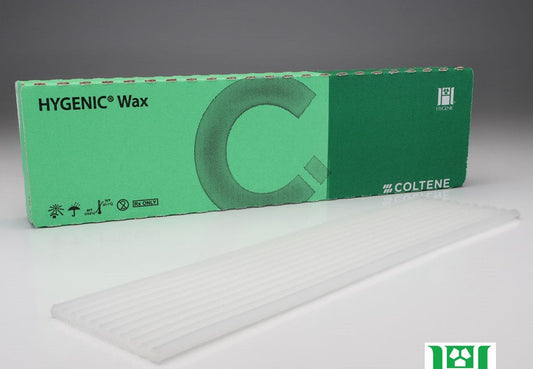 HYGENIC® Wax
HYGENIC
COLTENE
Rx ONLY